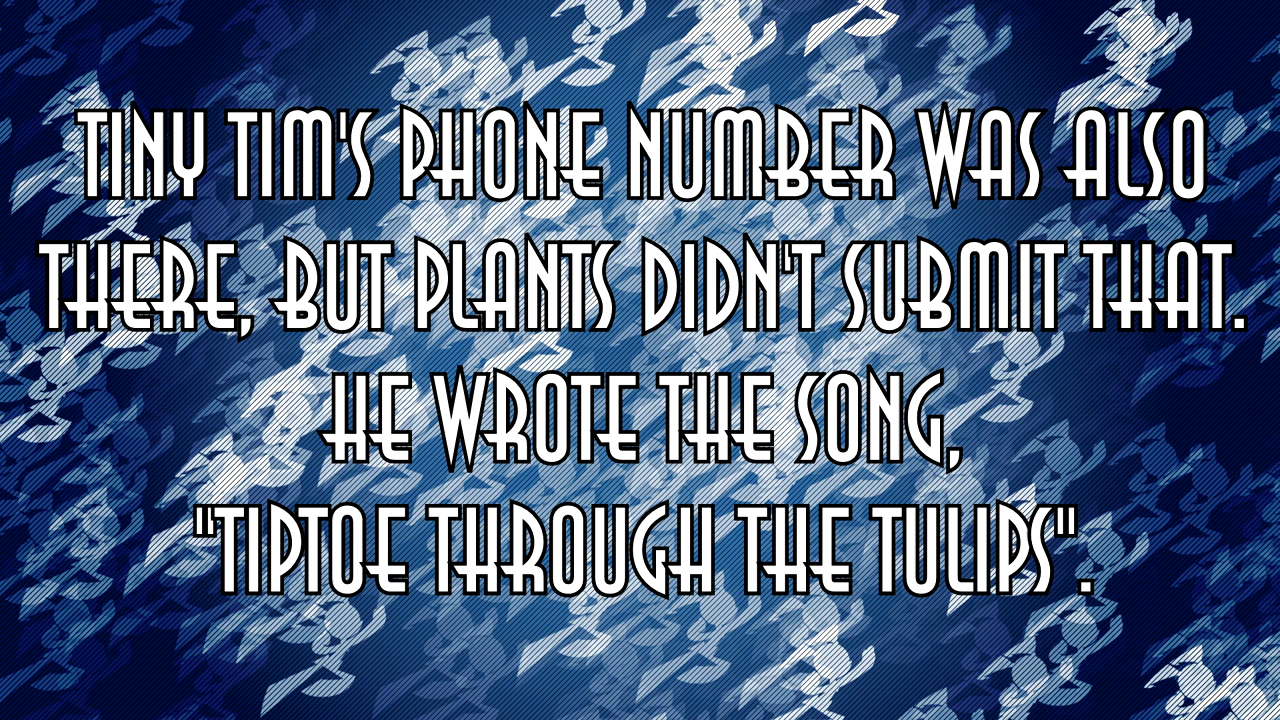 TINY TIM'S PHONE NUMBER WAS ALSO
THERE, BUT PLANTS DIDN'T SUBMIT THAT.
HE WROTE THE SONG,
"TIPTOE THROUGH THE TULIPS".